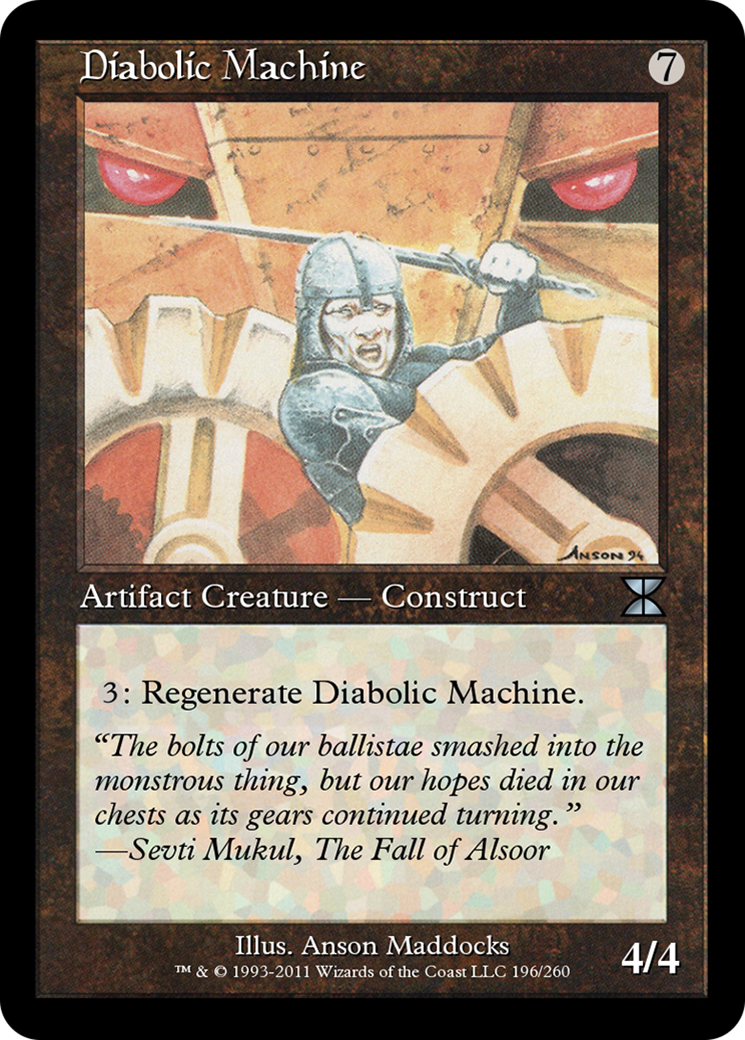 Diabolic Machine 7
ANSON 94
Artifact Creature — Construct
3: Regenerate Diabolic Machine.
“The bolts of our ballistae smashed into the
monstrous thing, but our hopes died in our
chests as its gears continued turning.”
—Sevti Mukul, The Fall of Alsoor
Illus. Anson Maddocks
™ & © 1993-2011 Wizards of the Coast LLC 196/260
4/4